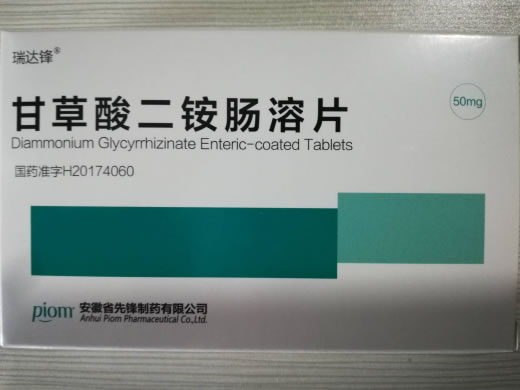 瑞达锋®
50mg
甘草酸二铵肠溶片
Diammonium Glycyrrhizinate Enteric-coated Tablets
国药准字H20174060
piom® 安徽省先锋制药有限公司
Anhui Piom Pharmaceutical Co.,Ltd.